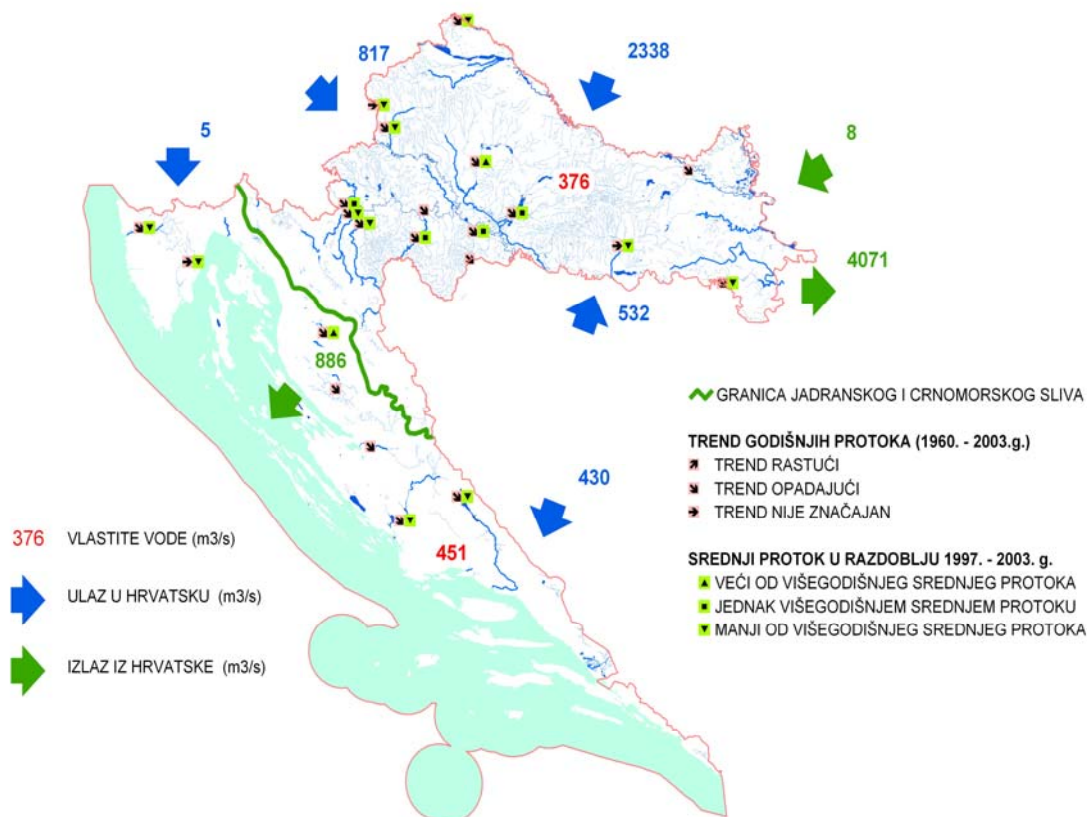 817
2338
5
8
376
4071
532
886
430
451
376 VLASTITE VODE (m3/s)
ULAZ U HRVATSKU (m3/s)
IZLAZ IZ HRVATSKE (m3/s)
GRANICA JADRANSKOG I CRNOMORSKOG SLIVA
TREND GODIŠNJIH PROTOKA (1960. - 2003.g.)
TREND RASTUĆI
TREND OPADAJUĆI
TREND NIJE ZNAČAJAN
SREDNJI PROTOK U RAZDOBLJU 1997. - 2003. g.
VEĆI OD VIŠEGODIŠNJEG SREDNJEG PROTOKA
JEDNAK VIŠEGODIŠNJEM SREDNJEM PROTOKU
MANJI OD VIŠEGODIŠNJEG SREDNJEG PROTOKA